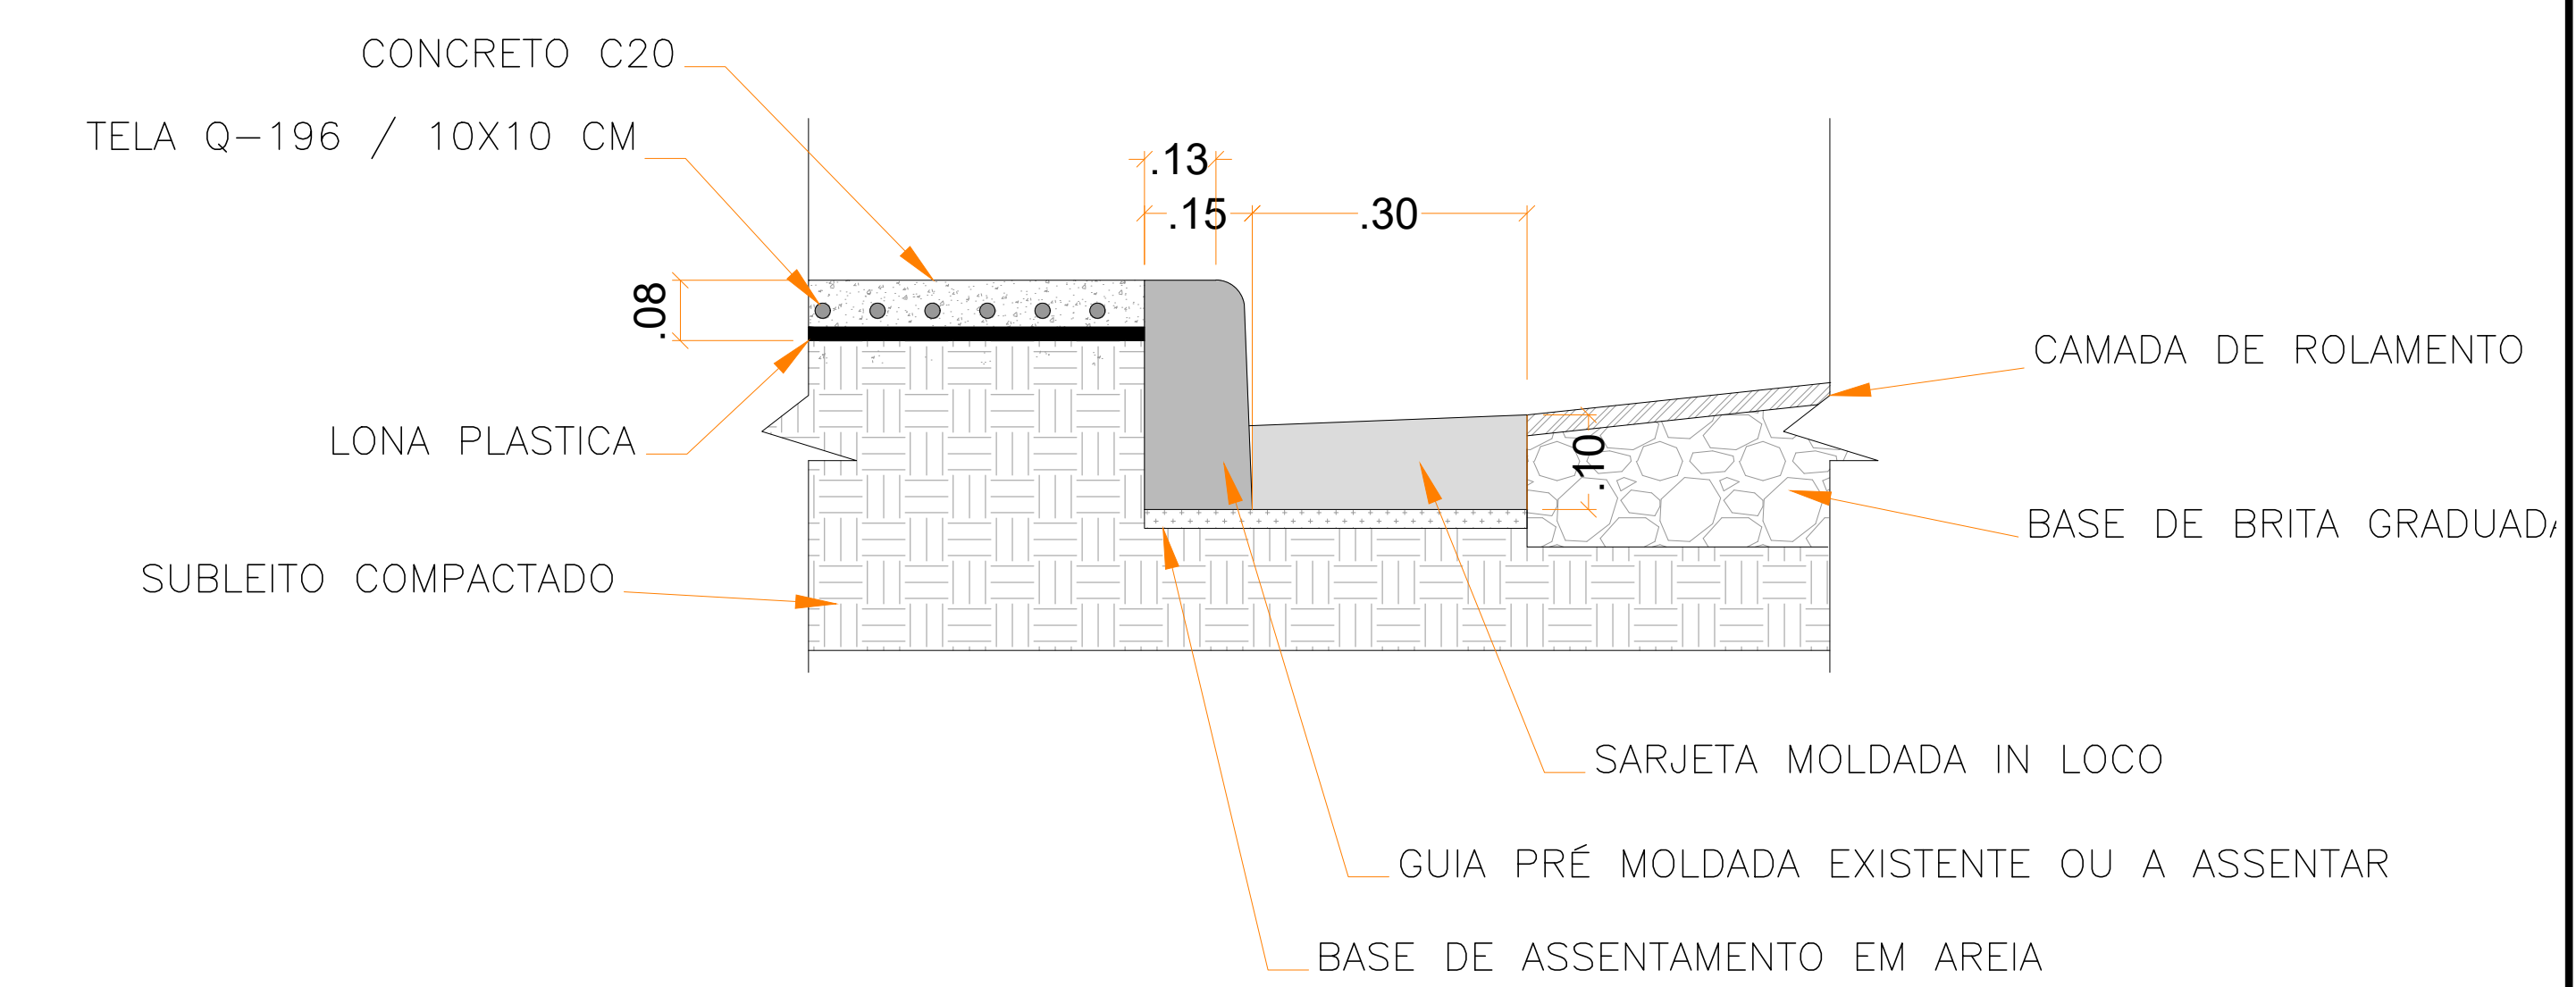 CONCRETO C20
TELA Q-196 / 10X10 CM
.13
.15
.30
.08
CAMADA DE ROLAMENTO
LONA PLASTICA
.10
BASE DE BRITA GRADUADA
SUBLEITO COMPACTADO
SARJETA MOLDADA IN LOCO
GUIA PRÉ MOLDADA EXISTENTE OU A ASSENTAR
BASE DE ASSENTAMENTO EM AREIA